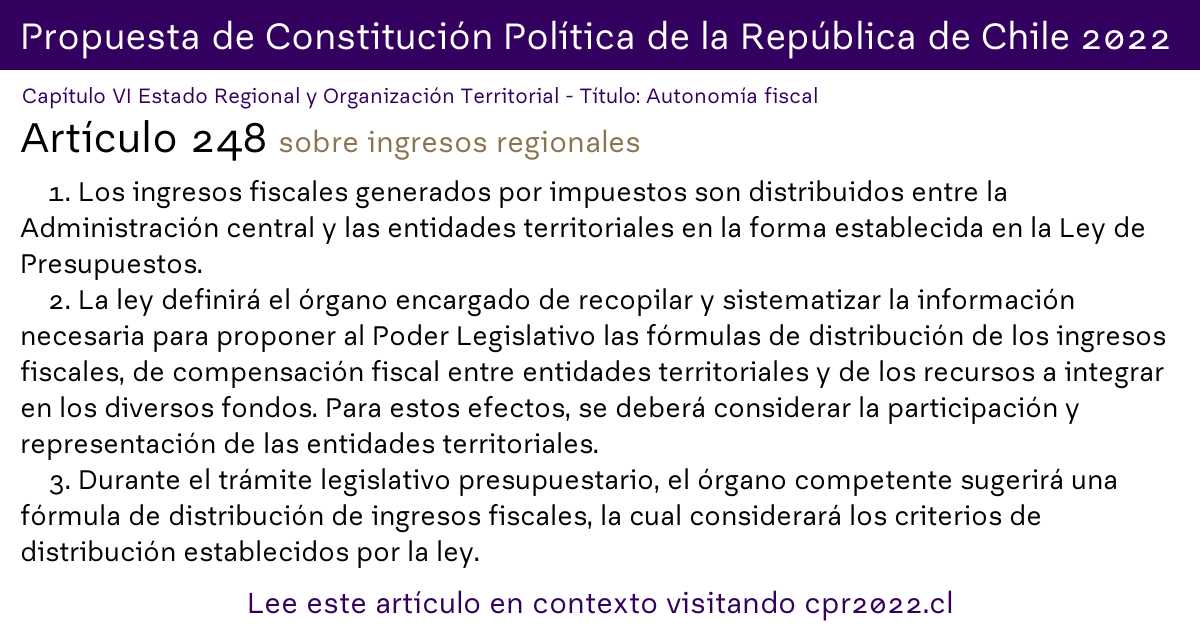 Propuesta de Constitución Política de la República de Chile 2022
Capítulo VI Estado Regional y Organización Territorial - Título: Autonomía fiscal
Artículo 248 sobre ingresos regionales
1. Los ingresos fiscales generados por impuestos son distribuidos entre la
Administración central y las entidades territoriales en la forma establecida en la Ley de
Presupuestos.
2. La ley definirá el órgano encargado de recopilar y sistematizar la información
necesaria para proponer al Poder Legislativo las fórmulas de distribución de los ingresos
fiscales, de compensación fiscal entre entidades territoriales y de los recursos a integrar
en los diversos fondos. Para estos efectos, se deberá considerar la participación y
representación de las entidades territoriales.
3. Durante el trámite legislativo presupuestario, el órgano competente sugerirá una
fórmula de distribución de ingresos fiscales, la cual considerará los criterios de
distribución establecidos por la ley.
Lee este artículo en contexto visitando cpr2022.cl